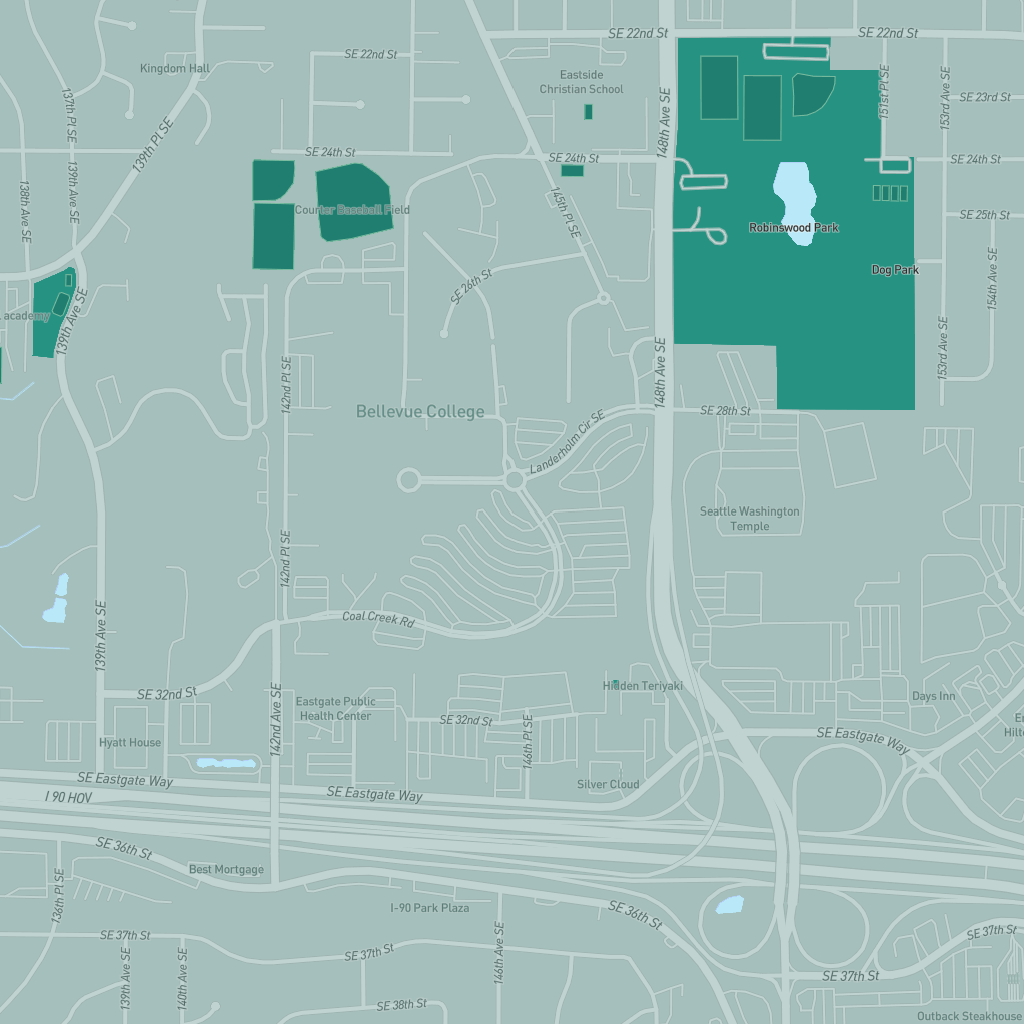 SE 22nd St
SE 22nd St
SE 22nd St
Kingdom Hall
Eastside
Christian School
137th Pl SE
139th Pl SE
148th Ave SE
151st Pl SE
153rd Ave SE
SE 23rd St
SE 24th St
SE 24th St
SE 24th St
138th Ave SE
139th Ave SE
145th Pl SE
Courter Baseball Field
SE 25th St
Robinswood Park
Dog Park
SE 26th St
154th Ave SE
academy
139th Ave SE
142nd Pl SE
148th Ave SE
153rd Ave SE
Bellevue College
Landerholm Cir SE
SE 28th St
Seattle Washington
Temple
142nd Pl SE
139th Ave SE
Coal Creek Rd
SE 32nd St
Hidden Teriyaki
Days Inn
142nd Ave SE
Eastgate Public
Health Center
SE 32nd St
146th Pl SE
Hyatt House
SE Eastgate Way
SE Eastgate Way
Silver Cloud
SE Eastgate Way
I 90 HOV
SE 36th St
Best Mortgage
136th Pl SE
I-90 Park Plaza
SE 36th St
SE 37th St
SE 37th St
SE 37th St
SE 37th St
139th Ave SE
140th Ave SE
146th Ave SE
SE 38th St
Outback Steakhouse